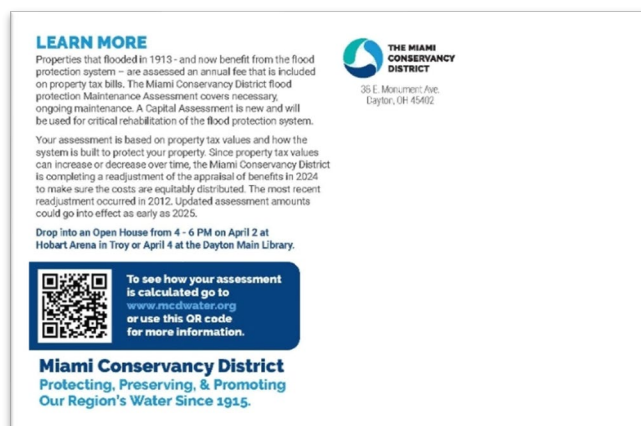 LEARN MORE
Properties that flooded in 1913 - and now benefit from the flood
protection system – are assessed an annual fee that is included
on property tax bills. The Miami Conservancy District flood
protection Maintenance Assessment covers necessary,
ongoing maintenance. A Capital Assessment is new and will
be used for critical rehabilitation of the flood protection system.
Your assessment is based on property tax values and how the
system is built to protect your property. Since property tax values
can increase or decrease over time, the Miami Conservancy District
is completing a readjustment of the appraisal of benefits in 2024
to make sure the costs are equitably distributed. The most recent
readjustment occurred in 2012. Updated assessment amounts
could go into effect as early as 2025.
Drop into an Open House from 4 - 6 PM on April 2 at
Hobart Arena in Troy or April 4 at the Dayton Main Library.
To see how your assessment
is calculated go to
www.mcdwater.org
or use this QR code
for more information.
Miami Conservancy District
Protecting, Preserving, & Promoting
Our Region's Water Since 1915.
THE MIAMI
CONSERVANCY
DISTRICT
38 E. Monument Ave.
Dayton, OH 45402